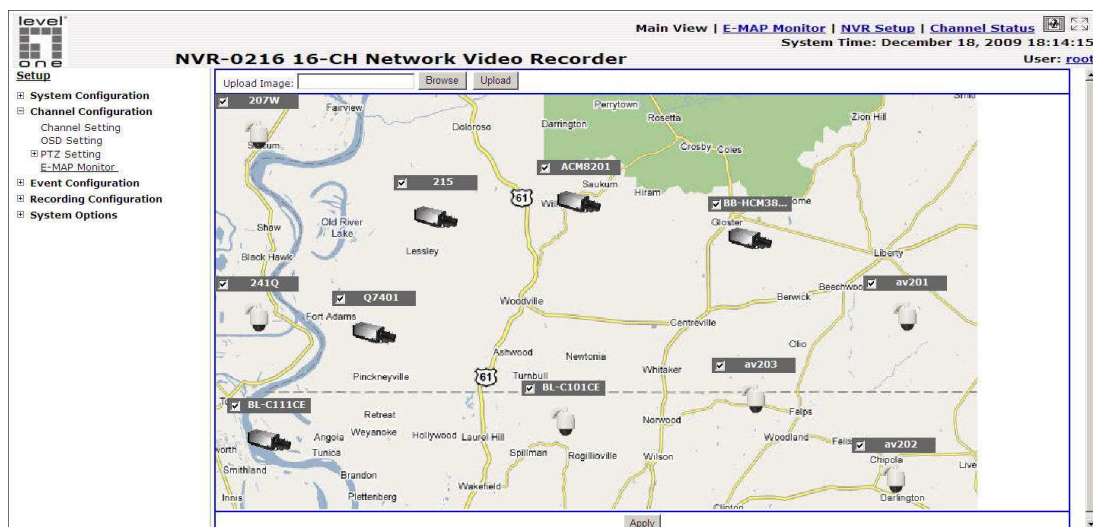 level
one
Main View | E-MAP Monitor | NVR Setup | Channel Status
System Time: December 18, 2009 18:14:15
NVR-0216 16-CH Network Video Recorder
User: root
Setup
System Configuration
Channel Configuration
Channel Setting
OSD Setting
PTZ Setting
E-MAP Monitor
Event Configuration
Recording Configuration
System Options
Upload Image: Browse Upload
207W
Fairview
Doloroso
Perrytown
Darrington
Rosetta
Zion Hill
Crosby
Coles
ACM8201
215
Saukum
Hiram
61
BB-HCM38...
Gloster
Old River
Lake
Shaw
Lessley
Black Hawk
Liberty
241Q
Q7401
av201
Beechwoo
Woodville
Berwick
Fort Adams
Centreville
Olio
Ashwood
Newtonia
av203
Whitaker
61
Turnbull
Pinckneyville
BL-C101CE
BL-C111CE
Retreat
Felps
Norwood
Weyanoke
Angola
Hollywood
Laurel Hill
Woodland
av202
Tunica
Spillman
Rogillioville
Wilson
Chipola
Live
Smithland
Brandon
Wakefield
Innis
Plettenberg
Clinton
Darlington
Apply